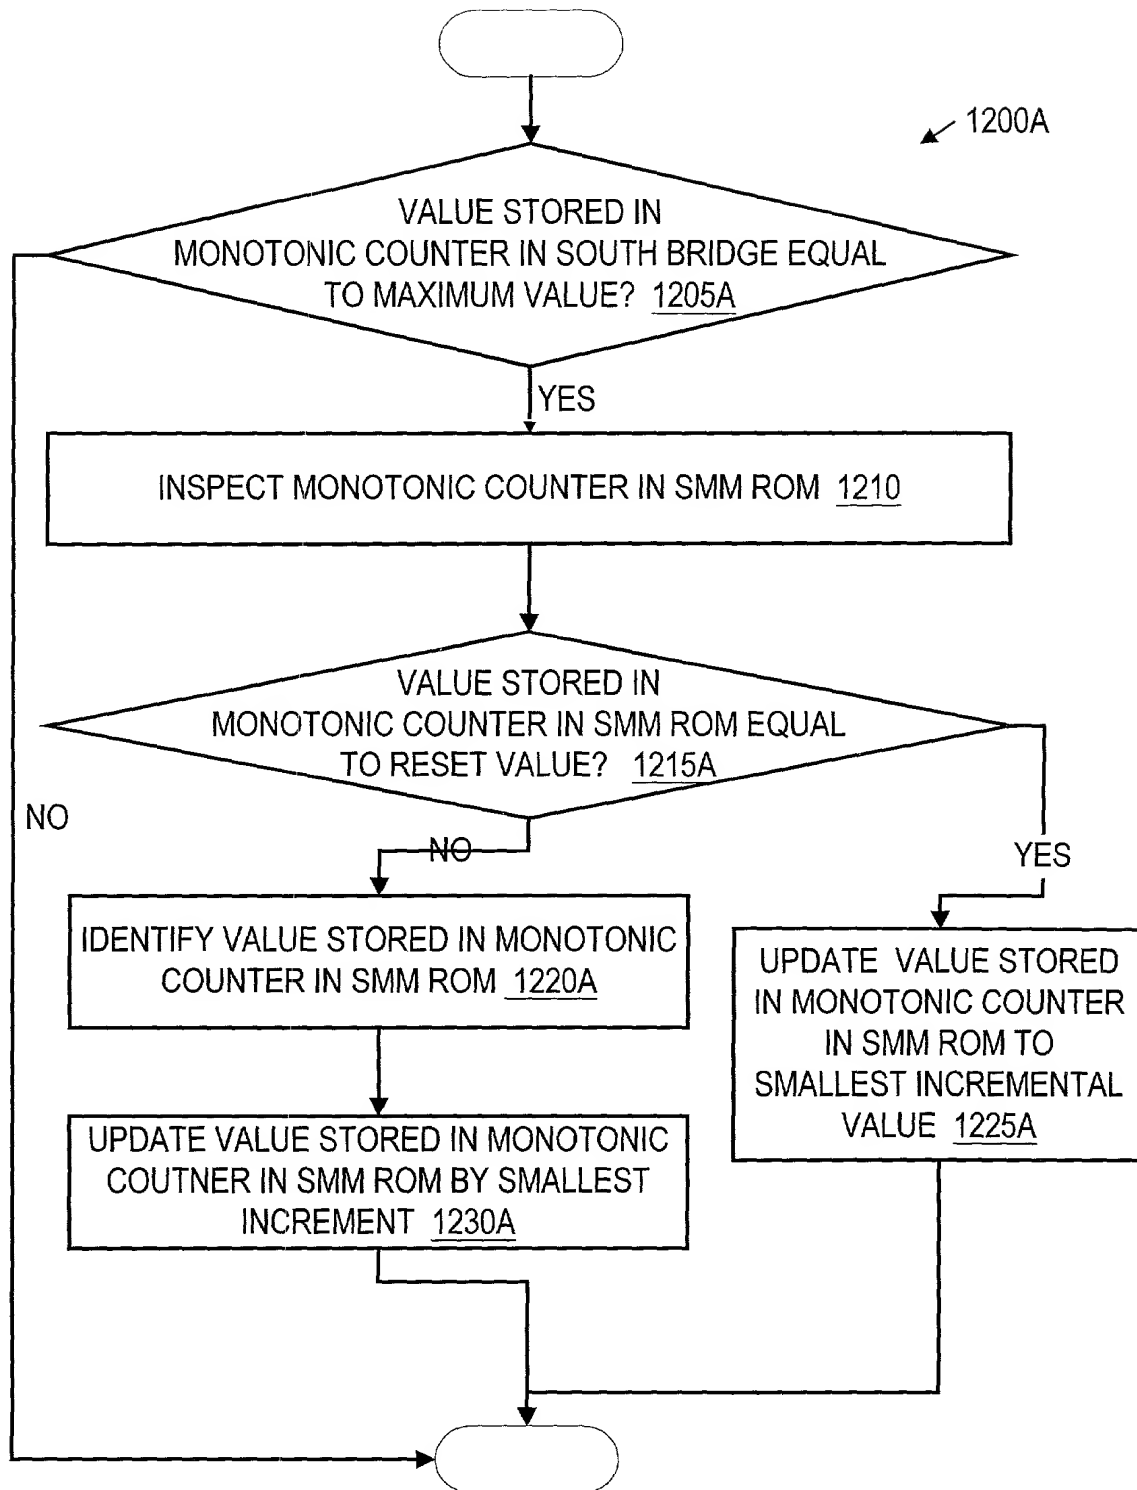 1200A
VALUE STORED IN
MONOTONIC COUNTER IN SOUTH BRIDGE EQUAL
TO MAXIMUM VALUE? 1205A
YES
INSPECT MONOTONIC COUNTER IN SMM ROM 1210
VALUE STORED IN
MONOTONIC COUNTER IN SMM ROM EQUAL
TO RESET VALUE? 1215A
NO
NO
YES
IDENTIFY VALUE STORED IN MONOTONIC
COUNTER IN SMM ROM 1220A
UPDATE VALUE STORED
IN MONOTONIC COUNTER
IN SMM ROM TO
SMALLEST INCREMENTAL
VALUE 1225A
UPDATE VALUE STORED IN MONOTONIC
COUTNER IN SMM ROM BY SMALLEST
INCREMENT 1230A